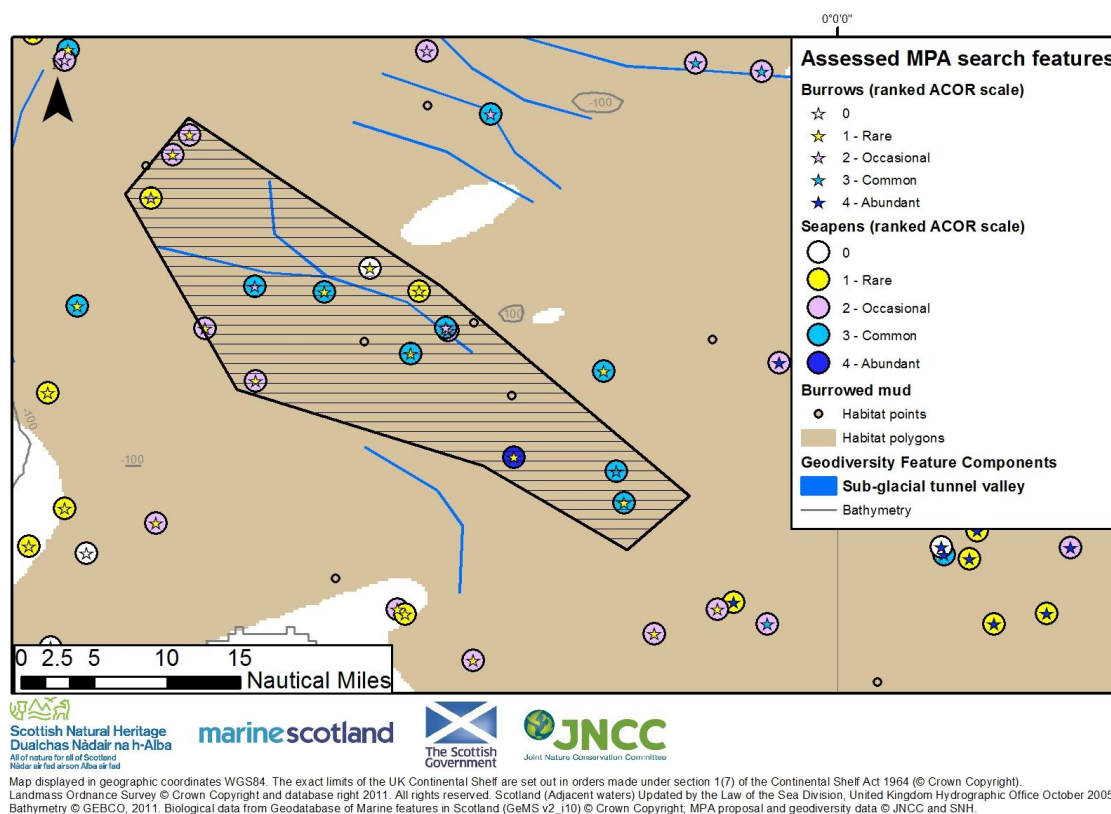 0°0'0"
Assessed MPA search features
Burrows (ranked ACOR scale)
0
1 - Rare
2 - Occasional
3 - Common
4 - Abundant
Seapens (ranked ACOR scale)
0
1 - Rare
2 - Occasional
3 - Common
4 - Abundant
Burrowed mud
Habitat points
Habitat polygons
Geodiversity Feature Components
Sub-glacial tunnel valley
Bathymetry
-100
-100
-100
-100
0 2.5 5 10 15
Nautical Miles
Scottish Natural Heritage
Dualchas Nàdair na h-Alba
All of nature for all of Scotland
Nàdar air fad airson Alba air fad
marinescotland
The Scottish
Government
JNCC
Joint Nature Conservation Committee
Map displayed in geographic coordinates WGS84. The exact limits of the UK Continental Shelf are set out in orders made under section 1(7) of the Continental Shelf Act 1964 (© Crown Copyright).
Landmass Ordnance Survey © Crown Copyright and database right 2011. All rights reserved. Scotland (Adjacent waters) Updated by the Law of the Sea Division, United Kingdom Hydrographic Office October 2005
Bathymetry © GEBCO, 2011. Biological data from Geodatabase of Marine features in Scotland (GeMS v2_i10) © Crown Copyright; MPA proposal and geodiversity data © JNCC and SNH.